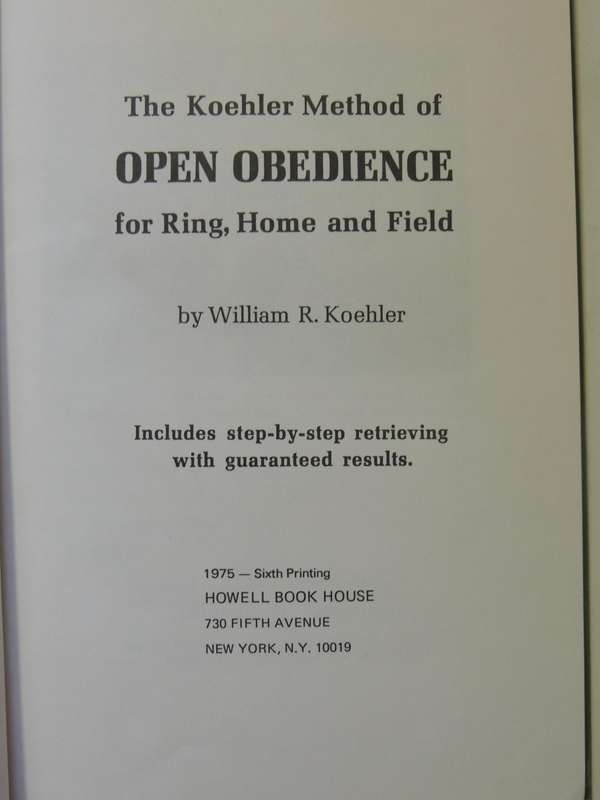 The Koehler Method of
OPEN OBEDIENCE
for Ring, Home and Field
by William R. Koehler
Includes step-by-step retrieving
with guaranteed results.
1975 — Sixth Printing
HOWELL BOOK HOUSE
730 FIFTH AVENUE
NEW YORK, N.Y. 10019